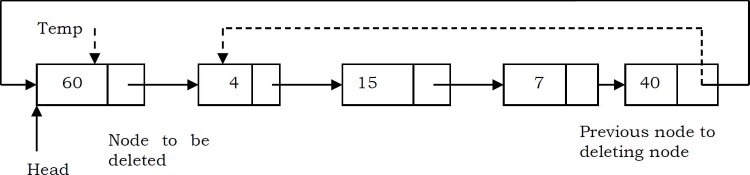 Temp
60 4 15 7 40
Node to be
deleted
Previous node to
deleting node
Head